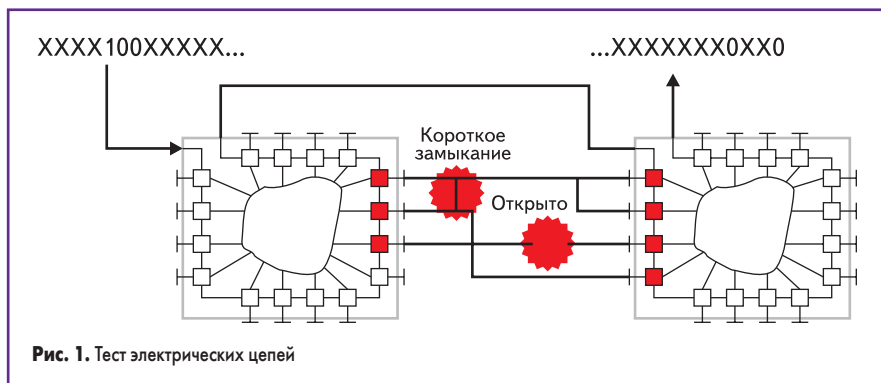 XXXX100XXXXX...
...XXXXXXX0XX0
Короткое
замыкание
Открыто
Рис. 1. Тест электрических цепей